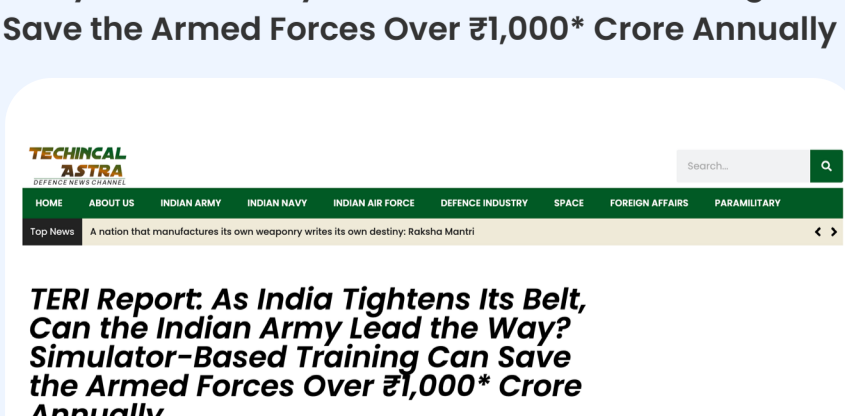 Save the Armed Forces Over ₹1,000* Crore Annually
TECHINCAL
ASTRA
DEFENCE NEWS CHANNEL
Search...
HOME ABOUT US INDIAN ARMY INDIAN NAVY INDIAN AIR FORCE DEFENCE INDUSTRY SPACE FOREIGN AFFAIRS PARAMILITARY
Top News A nation that manufactures its own weaponry writes its own destiny: Raksha Mantri
TERI Report: As India Tightens Its Belt,
Can the Indian Army Lead the Way?
Simulator-Based Training Can Save
the Armed Forces Over ₹1,000* Crore
Annually